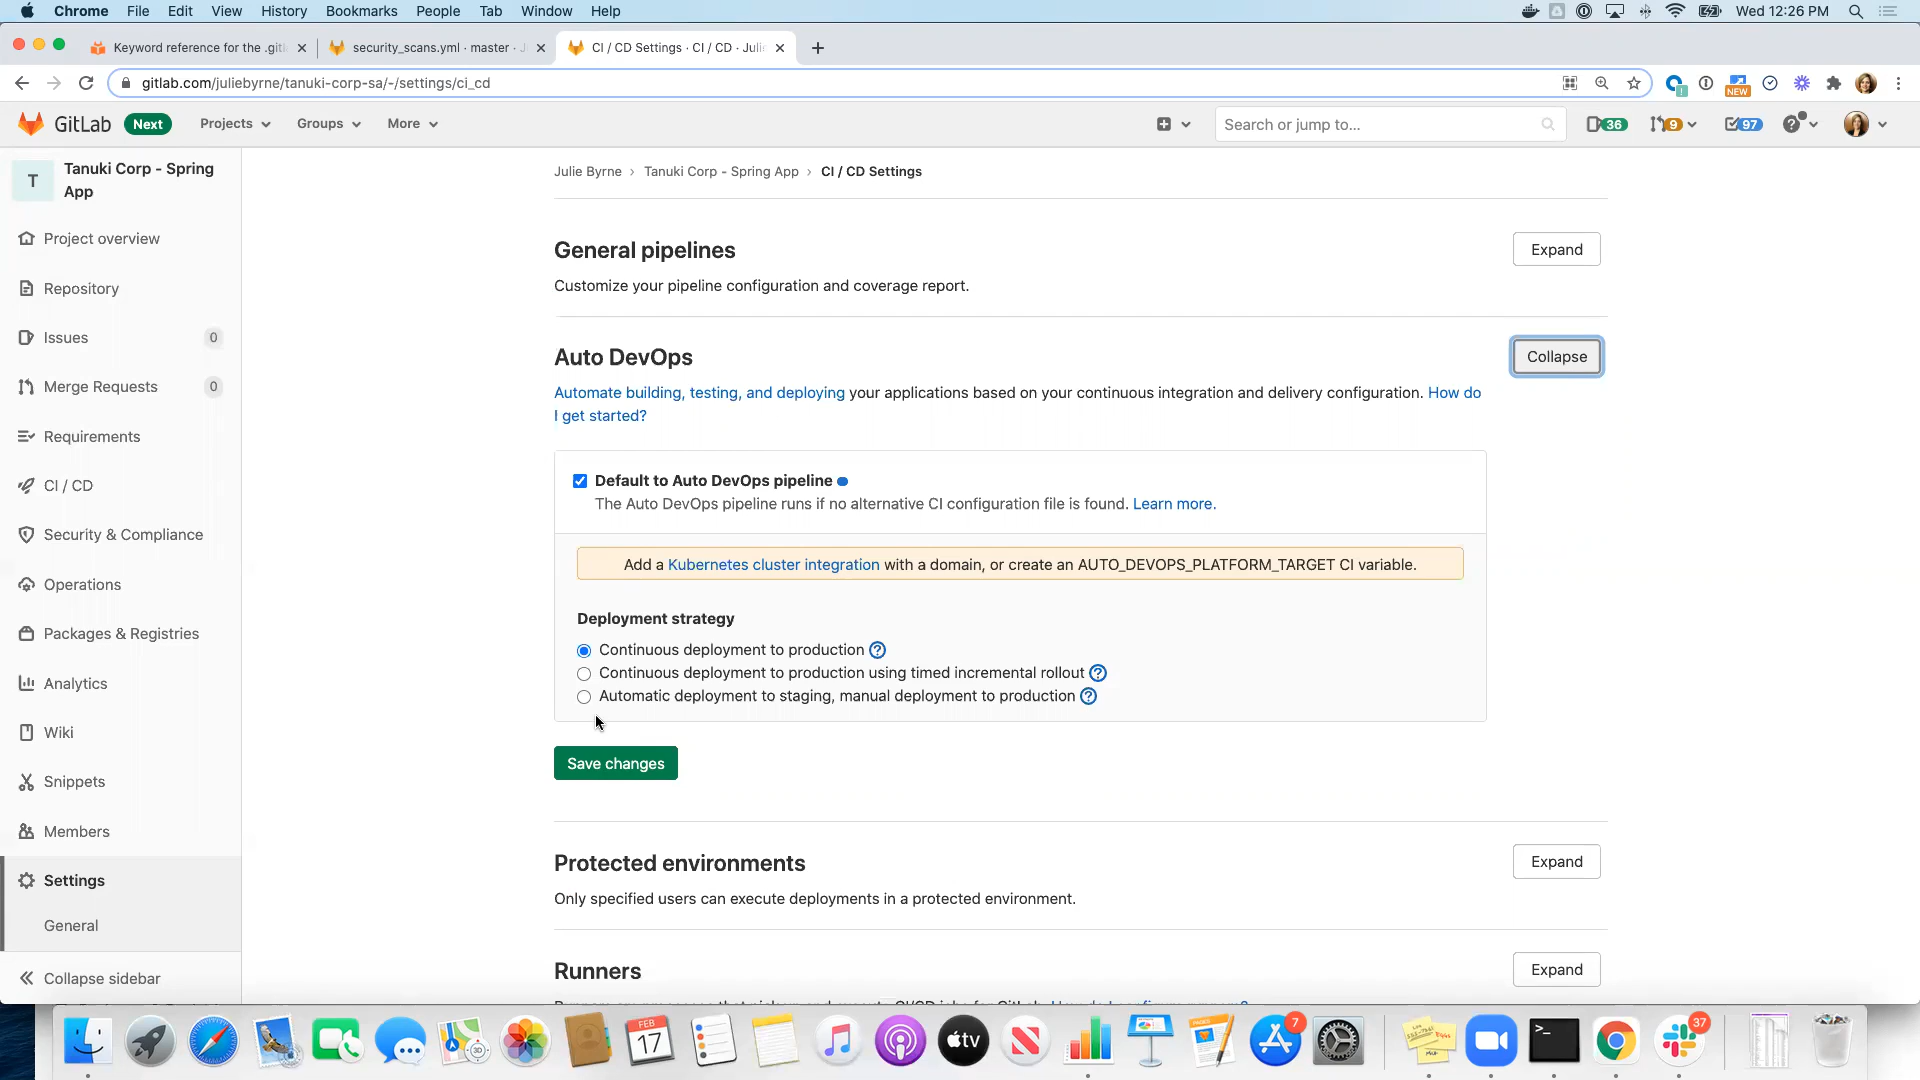 Chrome File Edit View History Bookmarks People Tab Window Help Wed 12:26 PM
Keyword reference for the .gitl
security_scans.yml · master · J
CI / CD Settings · CI / CD · Julie
gitlab.com/juliebyrne/tanuki-corp-sa/-/settings/ci_cd
NEW
GitLab Next Projects Groups More Search or jump to... 36 9 97
T
Tanuki Corp - Spring
App
Project overview
Repository
Issues 0
Merge Requests 0
Requirements
CI / CD
Security & Compliance
Operations
Packages & Registries
Analytics
Wiki
Snippets
Members
Settings
General
Collapse sidebar
Julie Byrne › Tanuki Corp - Spring App › CI / CD Settings
General pipelines
Expand
Customize your pipeline configuration and coverage report.
Auto DevOps
Collapse
Automate building, testing, and deploying your applications based on your continuous integration and delivery configuration. How do
I get started?
Default to Auto DevOps pipeline
The Auto DevOps pipeline runs if no alternative CI configuration file is found. Learn more.
Add a Kubernetes cluster integration with a domain, or create an AUTO_DEVOPS_PLATFORM_TARGET CI variable.
Deployment strategy
Continuous deployment to production
Continuous deployment to production using timed incremental rollout
Automatic deployment to staging, manual deployment to production
Save changes
Protected environments
Expand
Only specified users can execute deployments in a protected environment.
Runners
Expand
FEB
17
tv
7
37